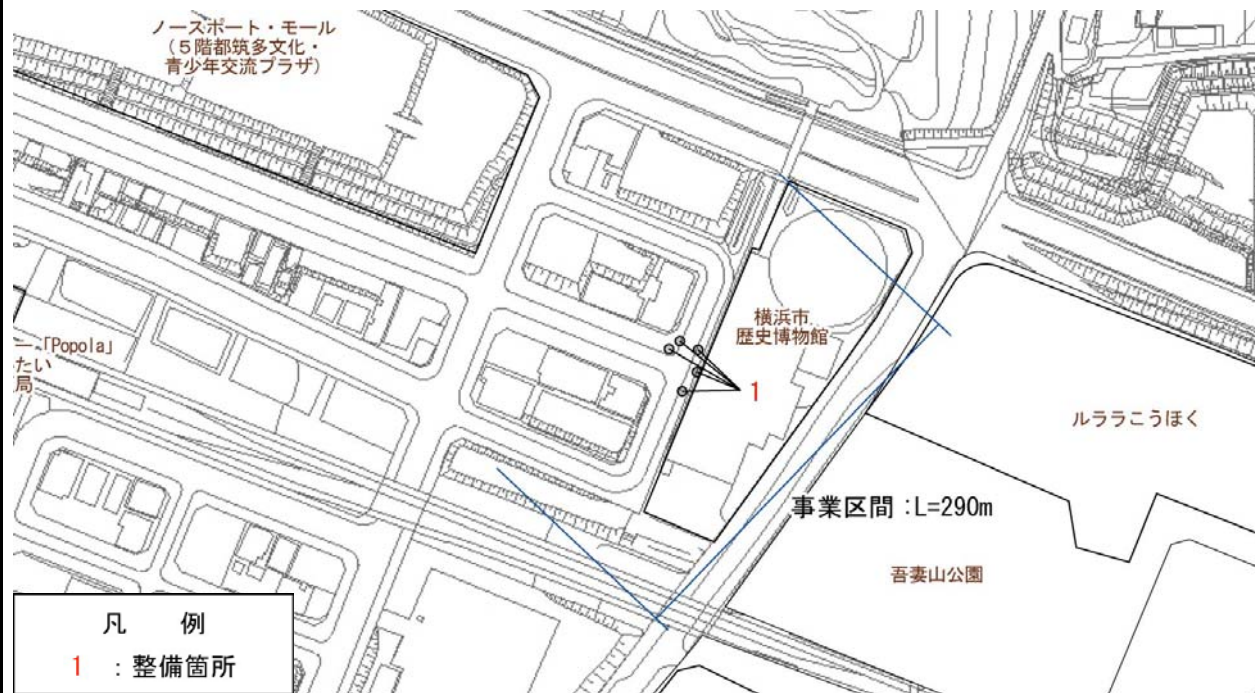 ノースポート・モール
(5階都筑多文化・
青少年交流プラザ)
横浜市
歴史博物館
ー「Popola」
たい
局
1
ルララこうほく
事業区間:L=290m
吾妻山公園
凡 例
1 :整備箇所